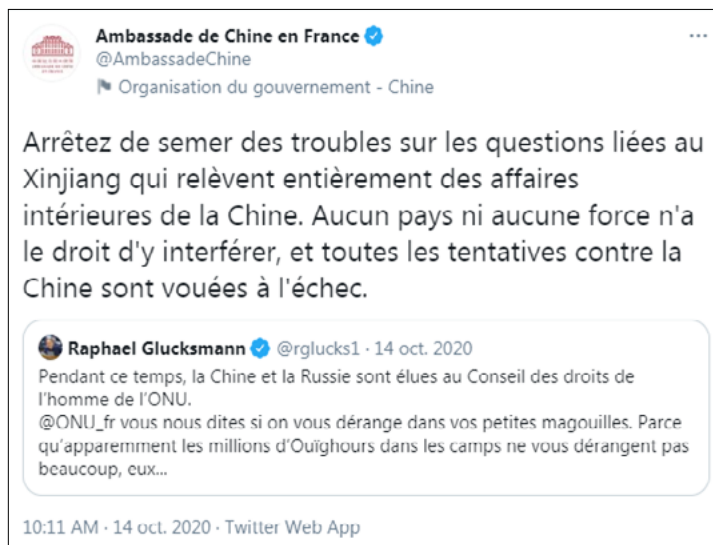 Ambassade de Chine en France
@AmbassadeChine
Organisation du gouvernement - Chine
Arrêtez de semer des troubles sur les questions liées au
Xinjiang qui relèvent entièrement des affaires
intérieures de la Chine. Aucun pays ni aucune force n'a
le droit d'y interférer, et toutes les tentatives contre la
Chine sont vouées à l'échec.
Raphael Glucksmann @rglucks1 · 14 oct. 2020
Pendant ce temps, la Chine et la Russie sont élues au Conseil des droits de
l'homme de l'ONU.
@ONU_fr vous nous dites si on vous dérange dans vos petites magouilles. Parce
qu'apparemment les millions d'Ouïghours dans les camps ne vous dérangent pas
beaucoup, eux...
10:11 AM · 14 oct. 2020 · Twitter Web App